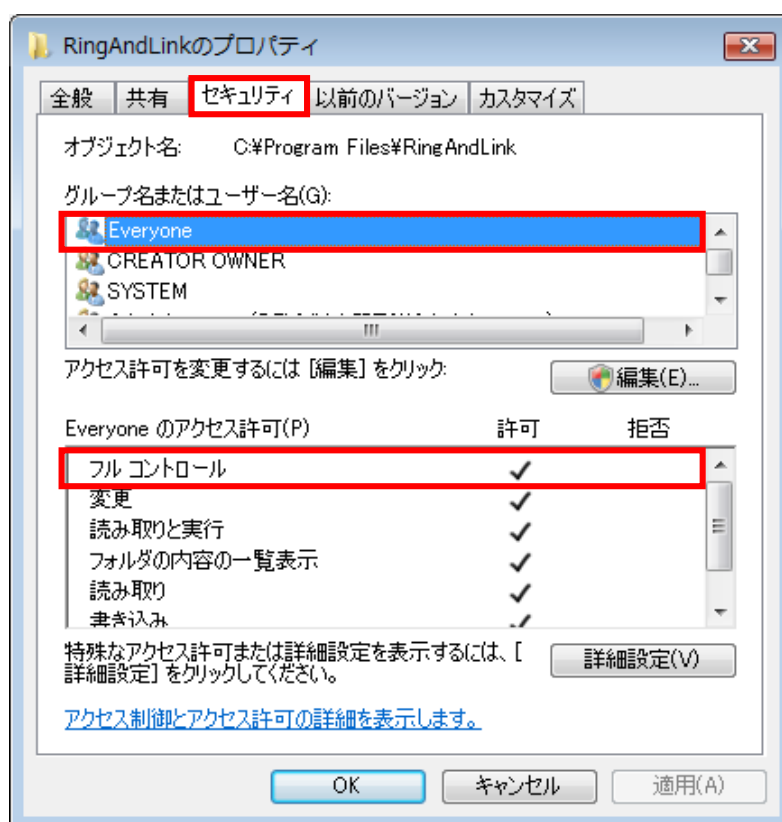 RingAndLinkのプロパティ
全般 共有 セキュリティ 以前のバージョン カスタマイズ
オブジェクト名: C:¥Program Files¥RingAndLink
グループ名またはユーザー名(G):
Everyone
CREATOR OWNER
SYSTEM
アクセス許可を変更するには [編集] をクリック: 編集(E)...
Everyone のアクセス許可(P) 許可 拒否
フル コントロール
変更
読み取りと実行
フォルダの内容の一覧表示
読み取り
書き込み
特殊なアクセス許可または詳細設定を表示するには、[ 詳細設定(V)
詳細設定] をクリックしてください。
アクセス制御とアクセス許可の詳細を表示します。
OK キャンセル 適用(A)